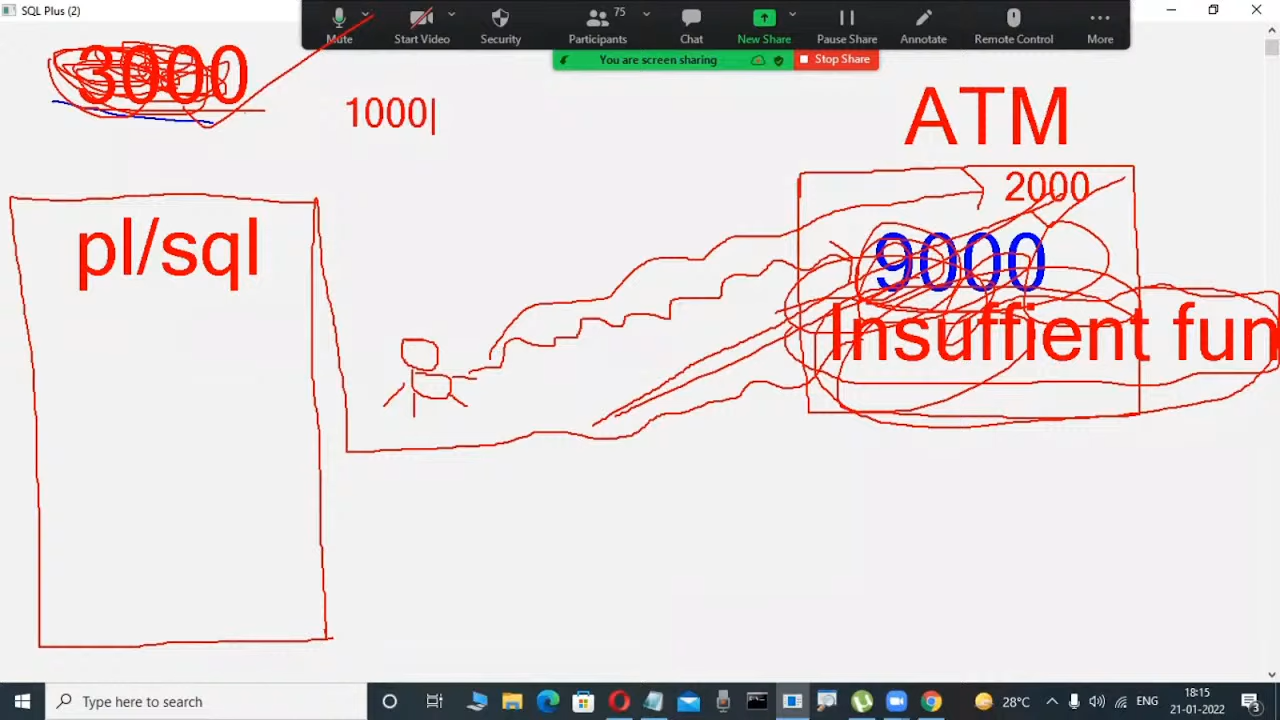 SQL Plus (2)
75
Mute
Start Video
Security
Participants
Chat
New Share
Pause Share
Annotate
Remote Control
More
You are screen sharing
Stop Share
3000
1000
ATM
2000
pl/sql
9000
Insuffient fun
Type here to search
28°C
ENG
18:15
21-01-2022
3